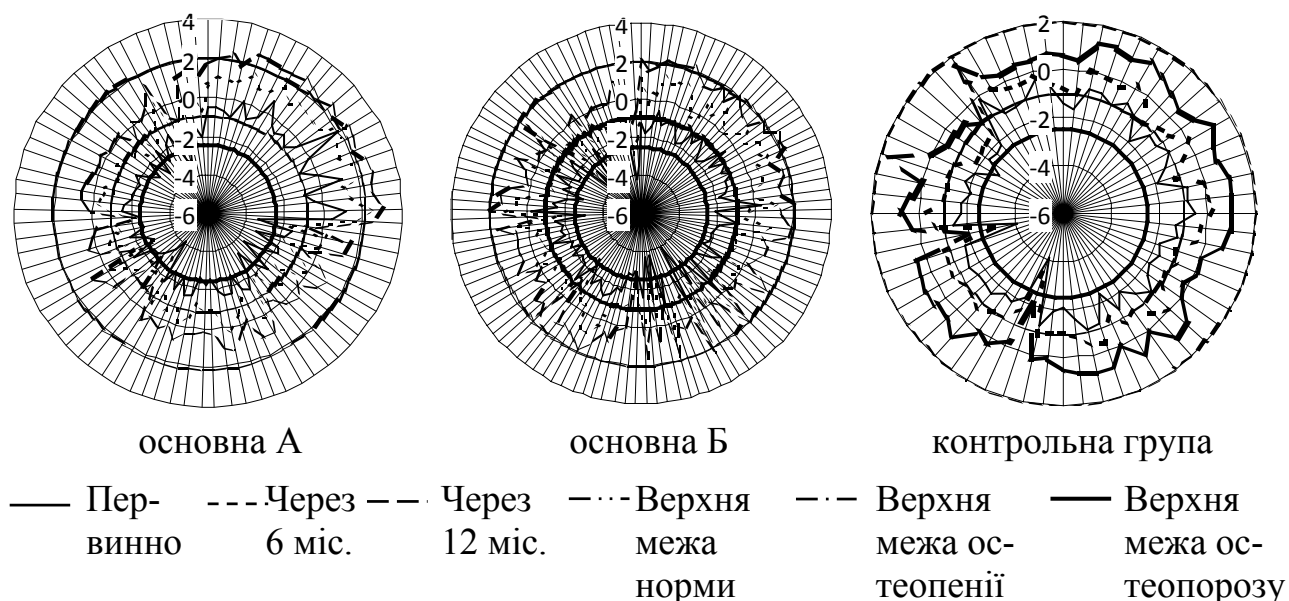 4
2
0
-2
-4
-6
4
2
0
-2
-4
-6
2
0
-2
-4
-6
основна А
основна Б
контрольна група
Пер-
винно
Через
6 міс.
Через
12 міс.
Верхня
межа
норми
Верхня
межа ос-
теопенії
Верхня
межа ос-
теопорозу